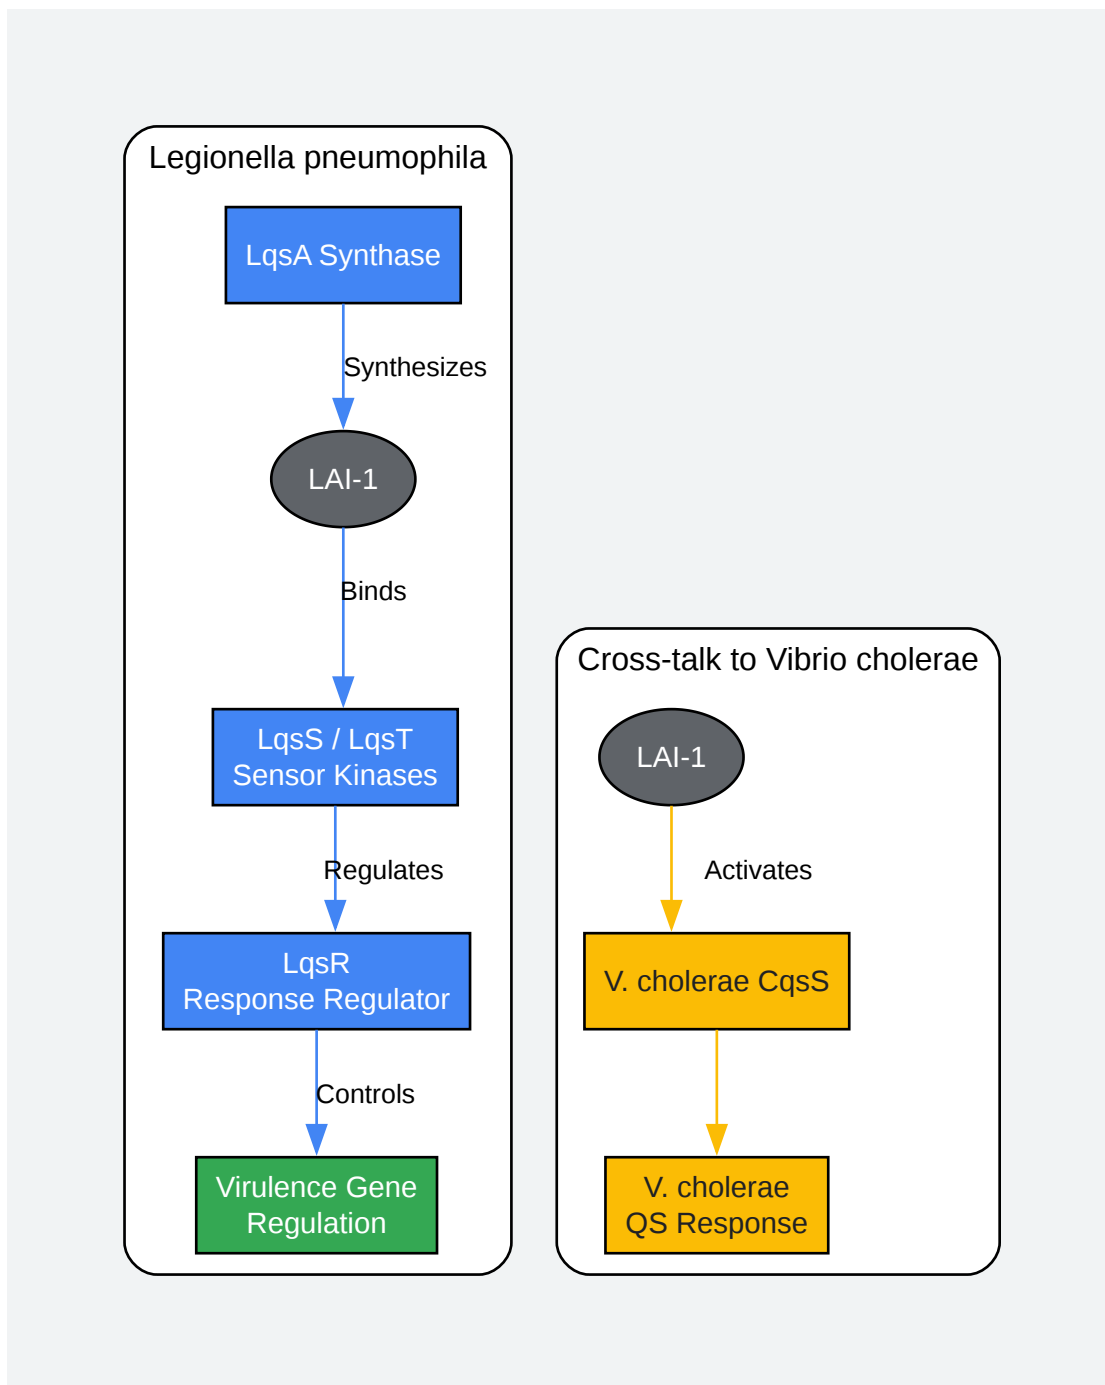 Legionella pneumophila
LqsA Synthase
Synthesizes
LAI-1
Binds
LqsS / LqsT
Sensor Kinases
Regulates
LqsR
Response Regulator
Controls
Virulence Gene
Regulation
Cross-talk to Vibrio cholerae
LAI-1
Activates
V. cholerae CqsS
V. cholerae
QS Response